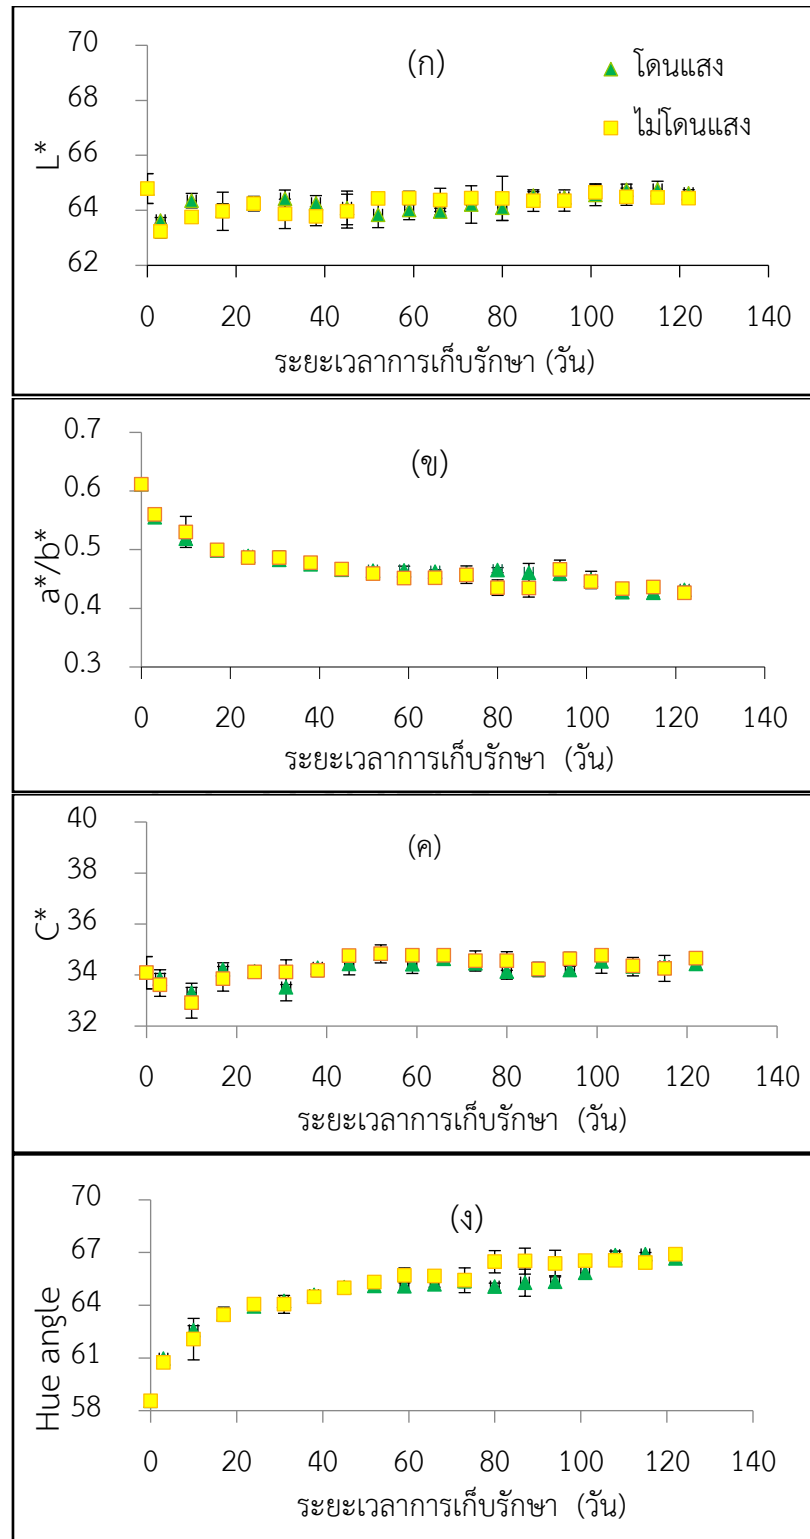 70
68
66
64
62
L*
(ก)
โดนแสง
ไม่โดนแสง
0 20 40 60 80 100 120 140
ระยะเวลาการเก็บรักษา (วัน)
0.7
0.6
0.5
0.4
0.3
a*/b*
(ข)
0 20 40 60 80 100 120 140
ระยะเวลาการเก็บรักษา (วัน)
40
38
36
34
32
C*
(ค)
0 20 40 60 80 100 120 140
ระยะเวลาการเก็บรักษา (วัน)
70
67
64
61
58
Hue angle
(ง)
0 20 40 60 80 100 120 140
ระยะเวลาการเก็บรักษา (วัน)